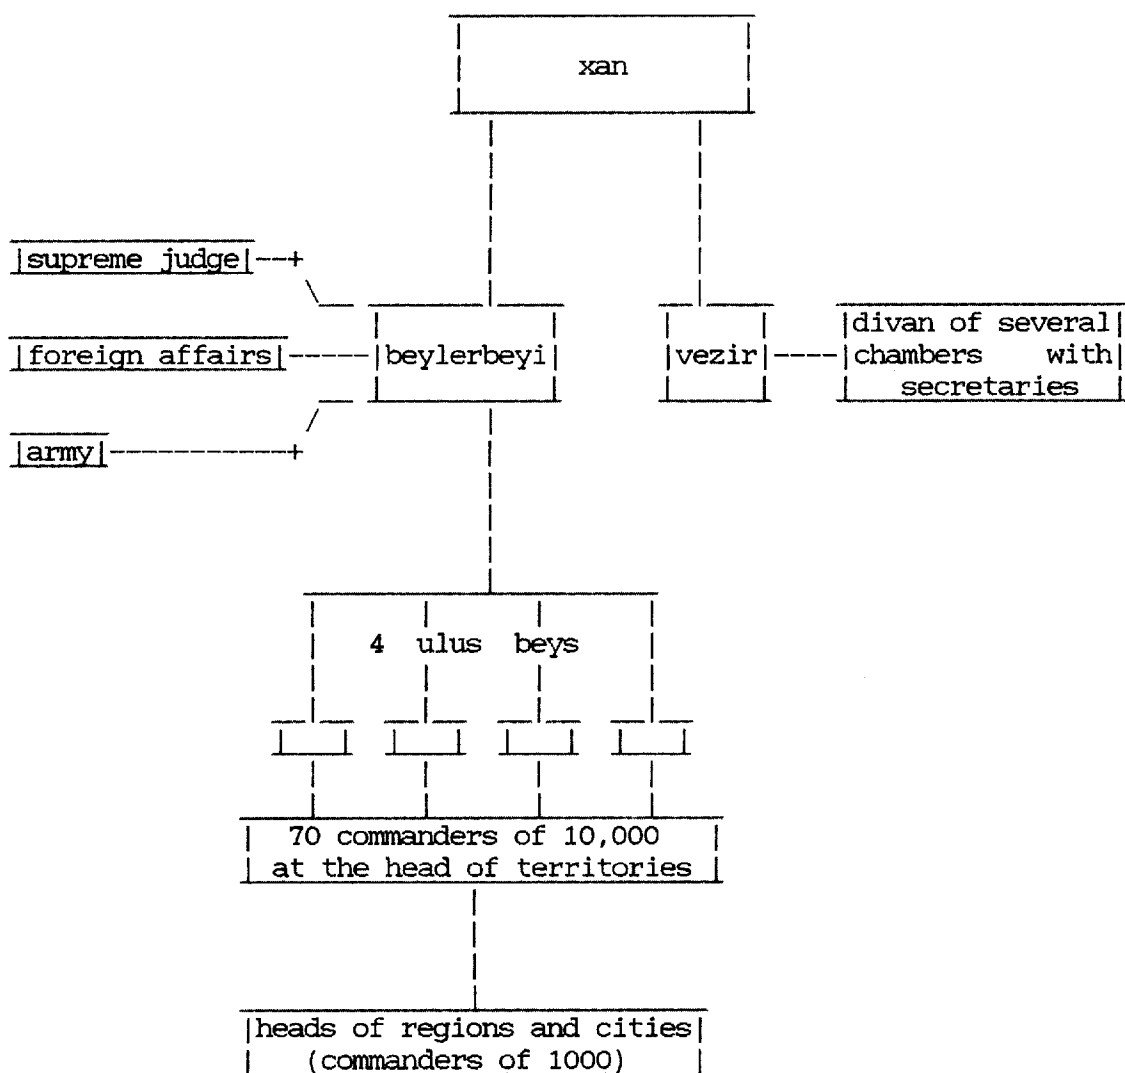 xan
supreme judge
foreign affairs
army
beylerbeyi
vezir
divan of several
chambers with
secretaries
4 ulus beys
70 commanders of 10,000
at the head of territories
heads of regions and cities
(commanders of 1000)